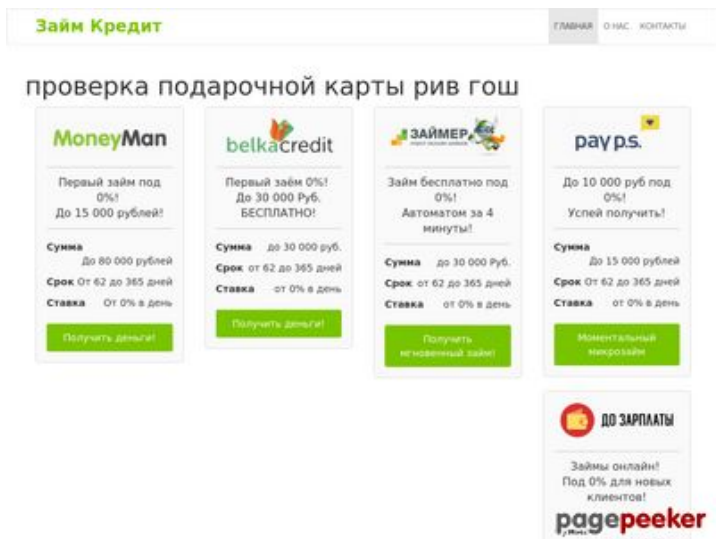 Займ Кредит
ГЛАВНАЯ О НАС. КОНТАКТЫ
проверка подарочной карты рив гош
MoneyMan
Первый займ под
0%!
До 15 000 рублей!
Сумма
До 80 000 рублей
Срок От 62 до 365 дней
Ставка От 0% в день
Получить деньги!
belkacredit
Первый заём 0%!
До 30 000 Руб.
БЕСПЛАТНО!
Сумма до 30 000 руб.
Срок от 62 до 365 дней
Ставка от 0% в день
Получить деньги!
ЗАЙМЕР
Займ бесплатно под
0%!
Автоматом за 4
минуты!
Сумма до 30 000 Руб.
Срок от 62 до 365 дней
Ставка от 0% в день
Получить
мгновенный займ!
pay p.s.
До 10 000 руб под
0%!
Успей получить!
Сумма
До 15 000 рублей
Срок От 62 до 365 дней
Ставка от 0% в день
Моментальный
микрозайм
ДО ЗАРПЛАТЫ
Займы онлайн!
Под 0% для новых
клиентов!
pagepeeker